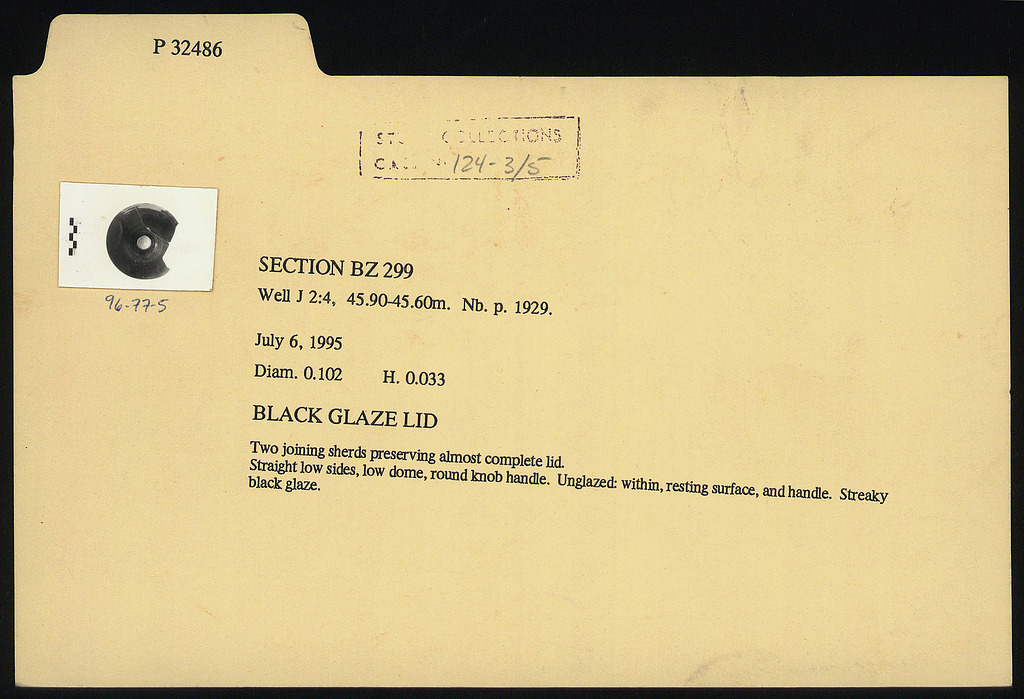 P 32486
COLLECTIONS
124-3/5
96-77-5
SECTION BZ 299
Well J 2:4, 45.90-45.60m. Nb. p. 1929.
July 6, 1995
Diam. 0.102 H. 0.033
BLACK GLAZE LID
Two joining sherds preserving almost complete lid.
Straight low sides, low dome, round knob handle. Unglazed: within, resting surface, and handle. Streaky
black glaze.